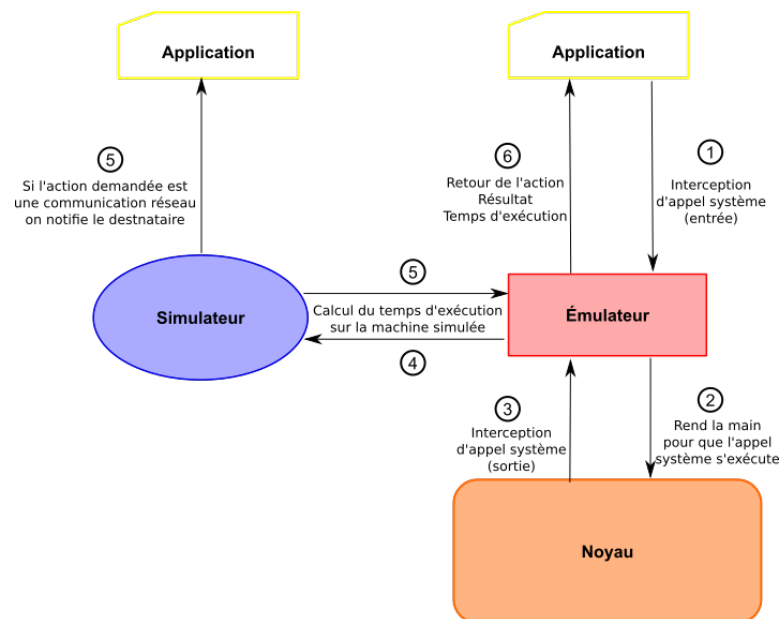 Application
Application
5
Si l'action demandée est
une communication réseau
on notifie le destnataire
6
Retour de l'action
Résultat
Temps d'exécution
1
Interception
d'appel système
(entrée)
5
Simulateur
Calcul du temps d'exécution
sur la machine simulée
Émulateur
4
3
Interception
d'appel système
(sortie)
2
Rend la main
pour que l'appel
système s'exécute
Noyau